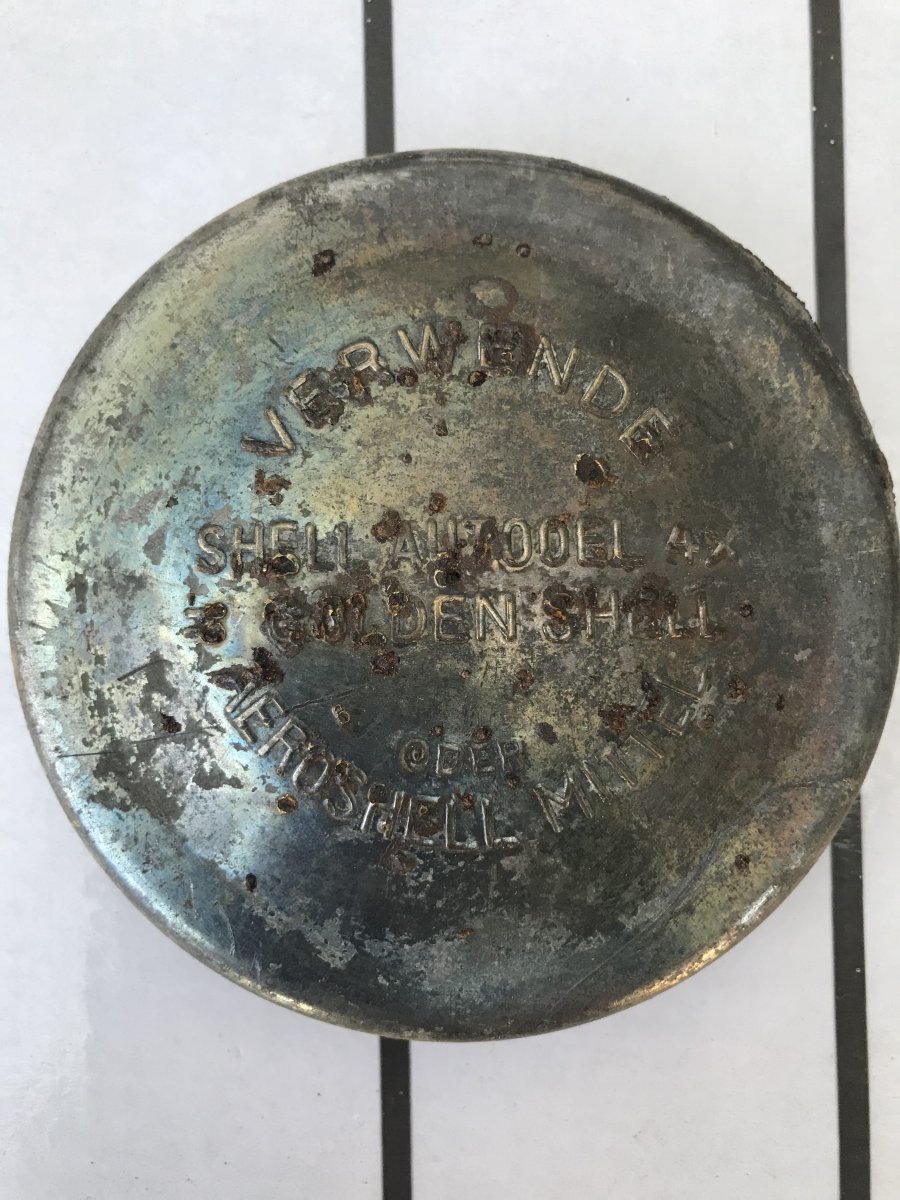 VERWENDE
SHELL AUTOOEL 4X
GOLDEN SHELL
ODER
AEROSHELL MITTEL